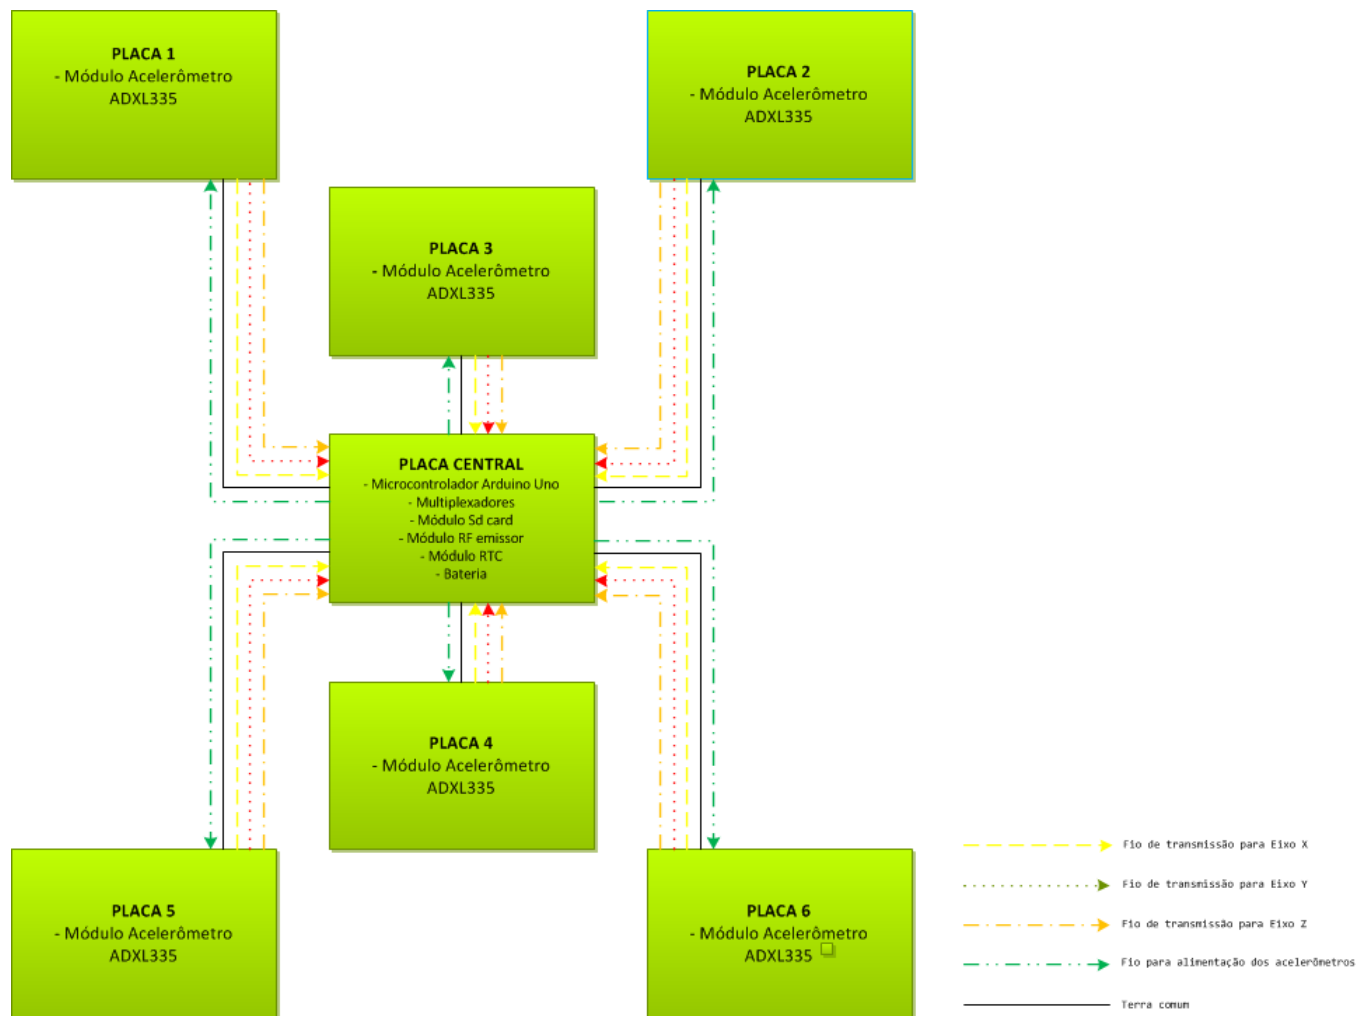 PLACA 1
- Módulo Acelerômetro
ADXL335
PLACA 2
- Módulo Acelerômetro
ADXL335
PLACA 3
- Módulo Acelerômetro
ADXL335
PLACA CENTRAL
- Microcontrolador Arduino Uno
- Multiplexadores
- Módulo Sd card
- Módulo RF emissor
- Módulo RTC
- Bateria
PLACA 4
- Módulo Acelerômetro
ADXL335
PLACA 5
- Módulo Acelerômetro
ADXL335
PLACA 6
- Módulo Acelerômetro
ADXL335
Fio de transmissão para Eixo X
Fio de transmissão para Eixo Y
Fio de transmissão para Eixo Z
Fio para alimentação dos acelerômetros
Terra comum